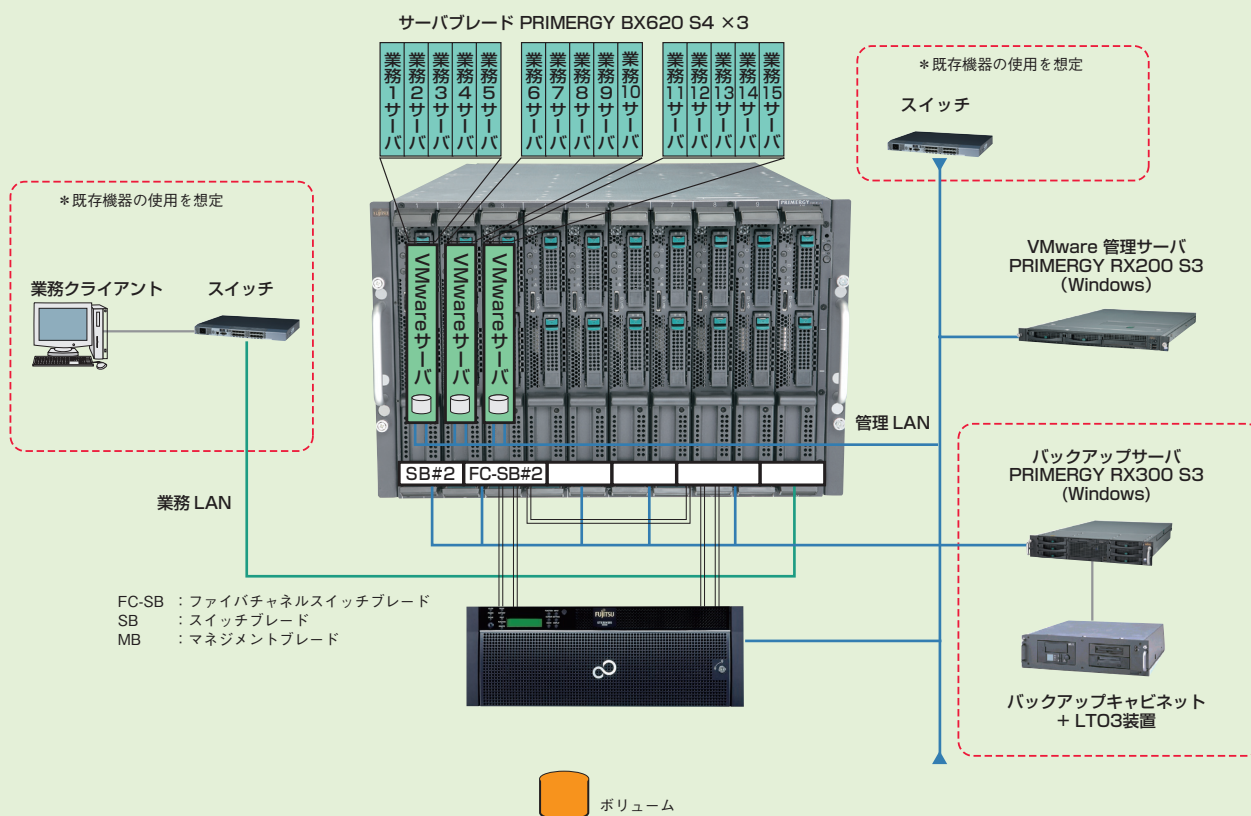 サーバブレード PRIMERGY BX620 S4 ×3
業務1サーバ
業務2サーバ
業務3サーバ
業務4サーバ
業務5サーバ
業務6サーバ
業務7サーバ
業務8サーバ
業務9サーバ
業務10サーバ
業務11サーバ
業務12サーバ
業務13サーバ
業務14サーバ
業務15サーバ
*既存機器の使用を想定
スイッチ
*既存機器の使用を想定
業務クライアント
スイッチ
FUJITSU
PRIMERGY
VMwareサーバ
VMwareサーバ
VMwareサーバ
VMware 管理サーバ
PRIMERGY RX200 S3
(Windows)
管理 LAN
SB#2
FC-SB#2
業務 LAN
バックアップサーバ
PRIMERGY RX300 S3
(Windows)
FC-SB :ファイバチャネルスイッチブレード
SB :スイッチブレード
MB :マネジメントブレード
FUJITSU
バックアップキャビネット
+ LTO3装置
ボリューム